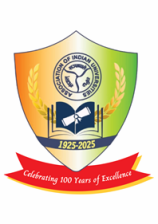 ASSOCIATION OF INDIAN UNIVERSITIES
1925-2025
Celebrating 100 Years of Excellence